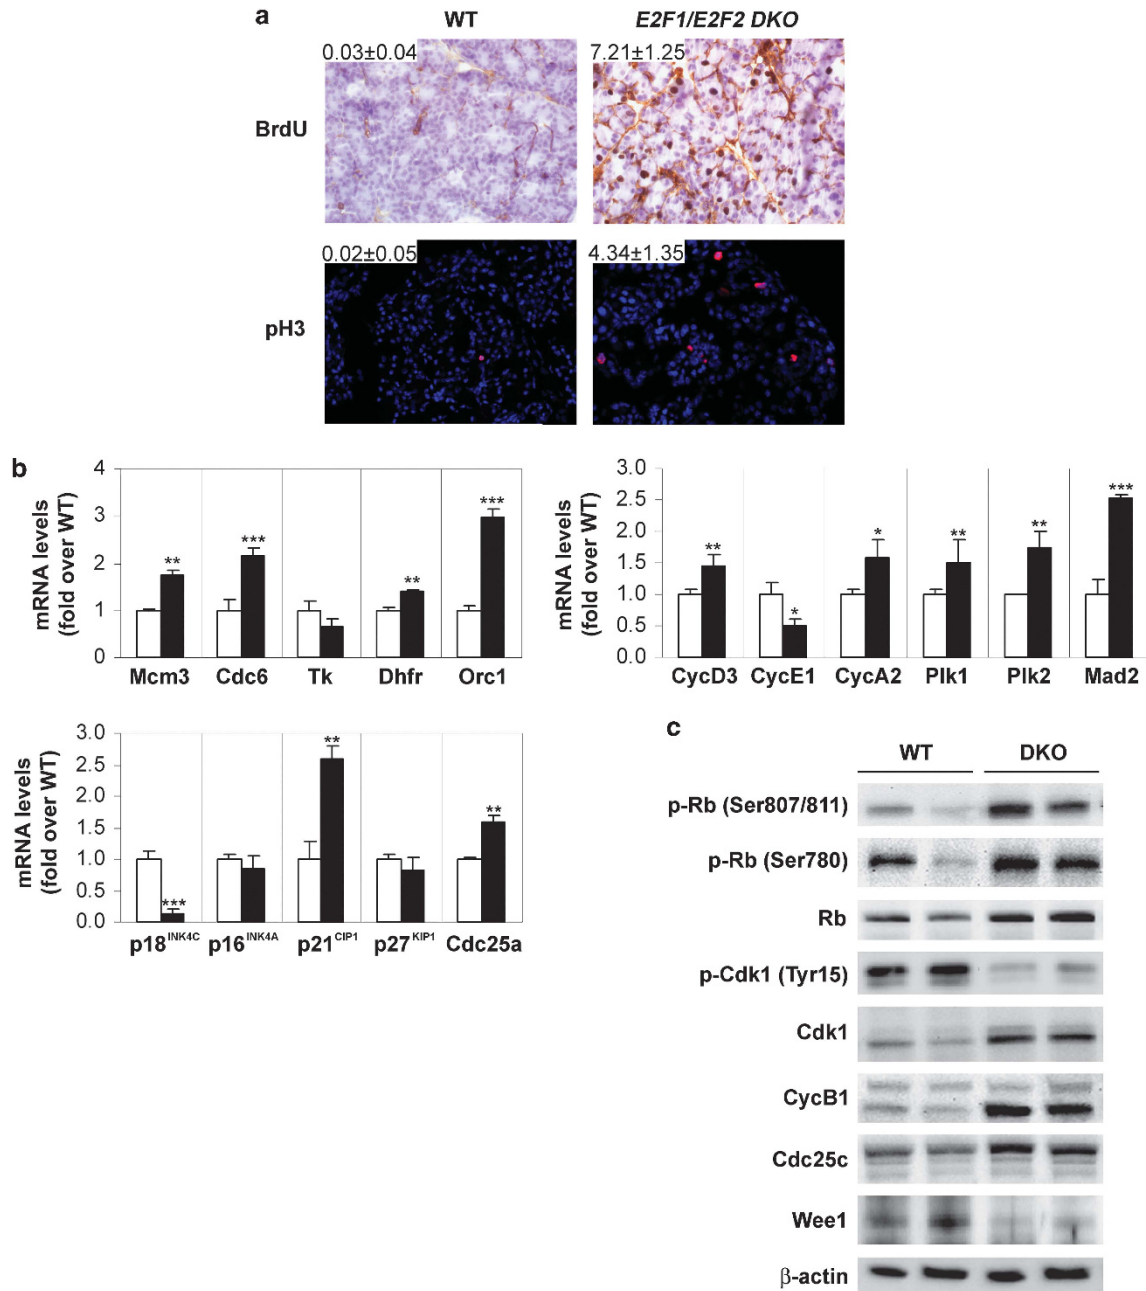 a
WT
E2F1/E2F2 DKO
BrdU
0.03±0.04
7.21±1.25
pH3
0.02±0.05
4.34±1.35
b
mRNA levels
(fold over WT)
4
3
2
1
0
**
***
**
***
Mcm3 Cdc6 Tk Dhfr Orc1
mRNA levels
(fold over WT)
3.0
2.5
2.0
1.5
1.0
0.5
0.0
**
*
*
**
**
***
CycD3 CycE1 CycA2 Plk1 Plk2 Mad2
mRNA levels
(fold over WT)
3.0
2.5
2.0
1.5
1.0
0.5
0.0
***
**
**
p18INK4C p16INK4A p21CIP1 p27KIP1 Cdc25a
c
WT DKO
p-Rb (Ser807/811)
p-Rb (Ser780)
Rb
p-Cdk1 (Tyr15)
Cdk1
CycB1
Cdc25c
Wee1
β-actin